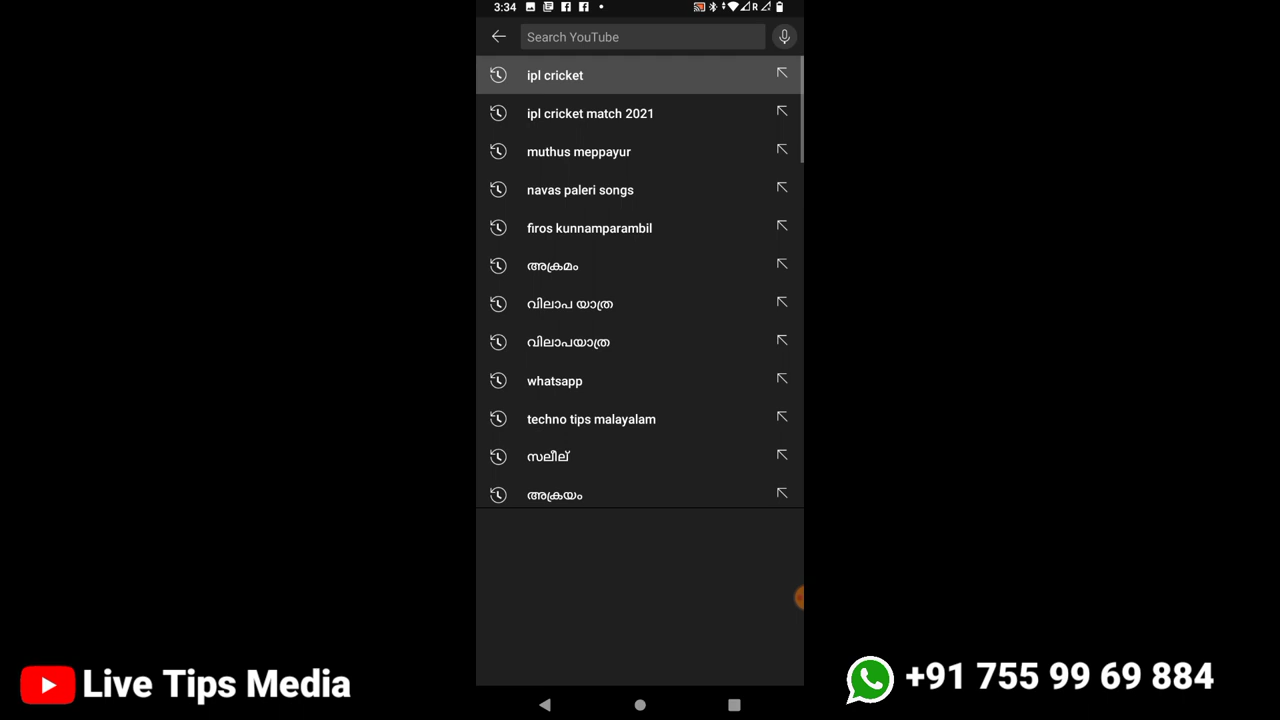 3:34
Search YouTube
ipl cricket
ipl cricket match 2021
muthus meppayur
navas paleri songs
firos kunnamparambil
അക്രമം
വിലാപ യാത്ര
വിലാപയാത്ര
whatsapp
techno tips malayalam
സലീല്
അക്രയം
Live Tips Media
+91 755 99 69 884